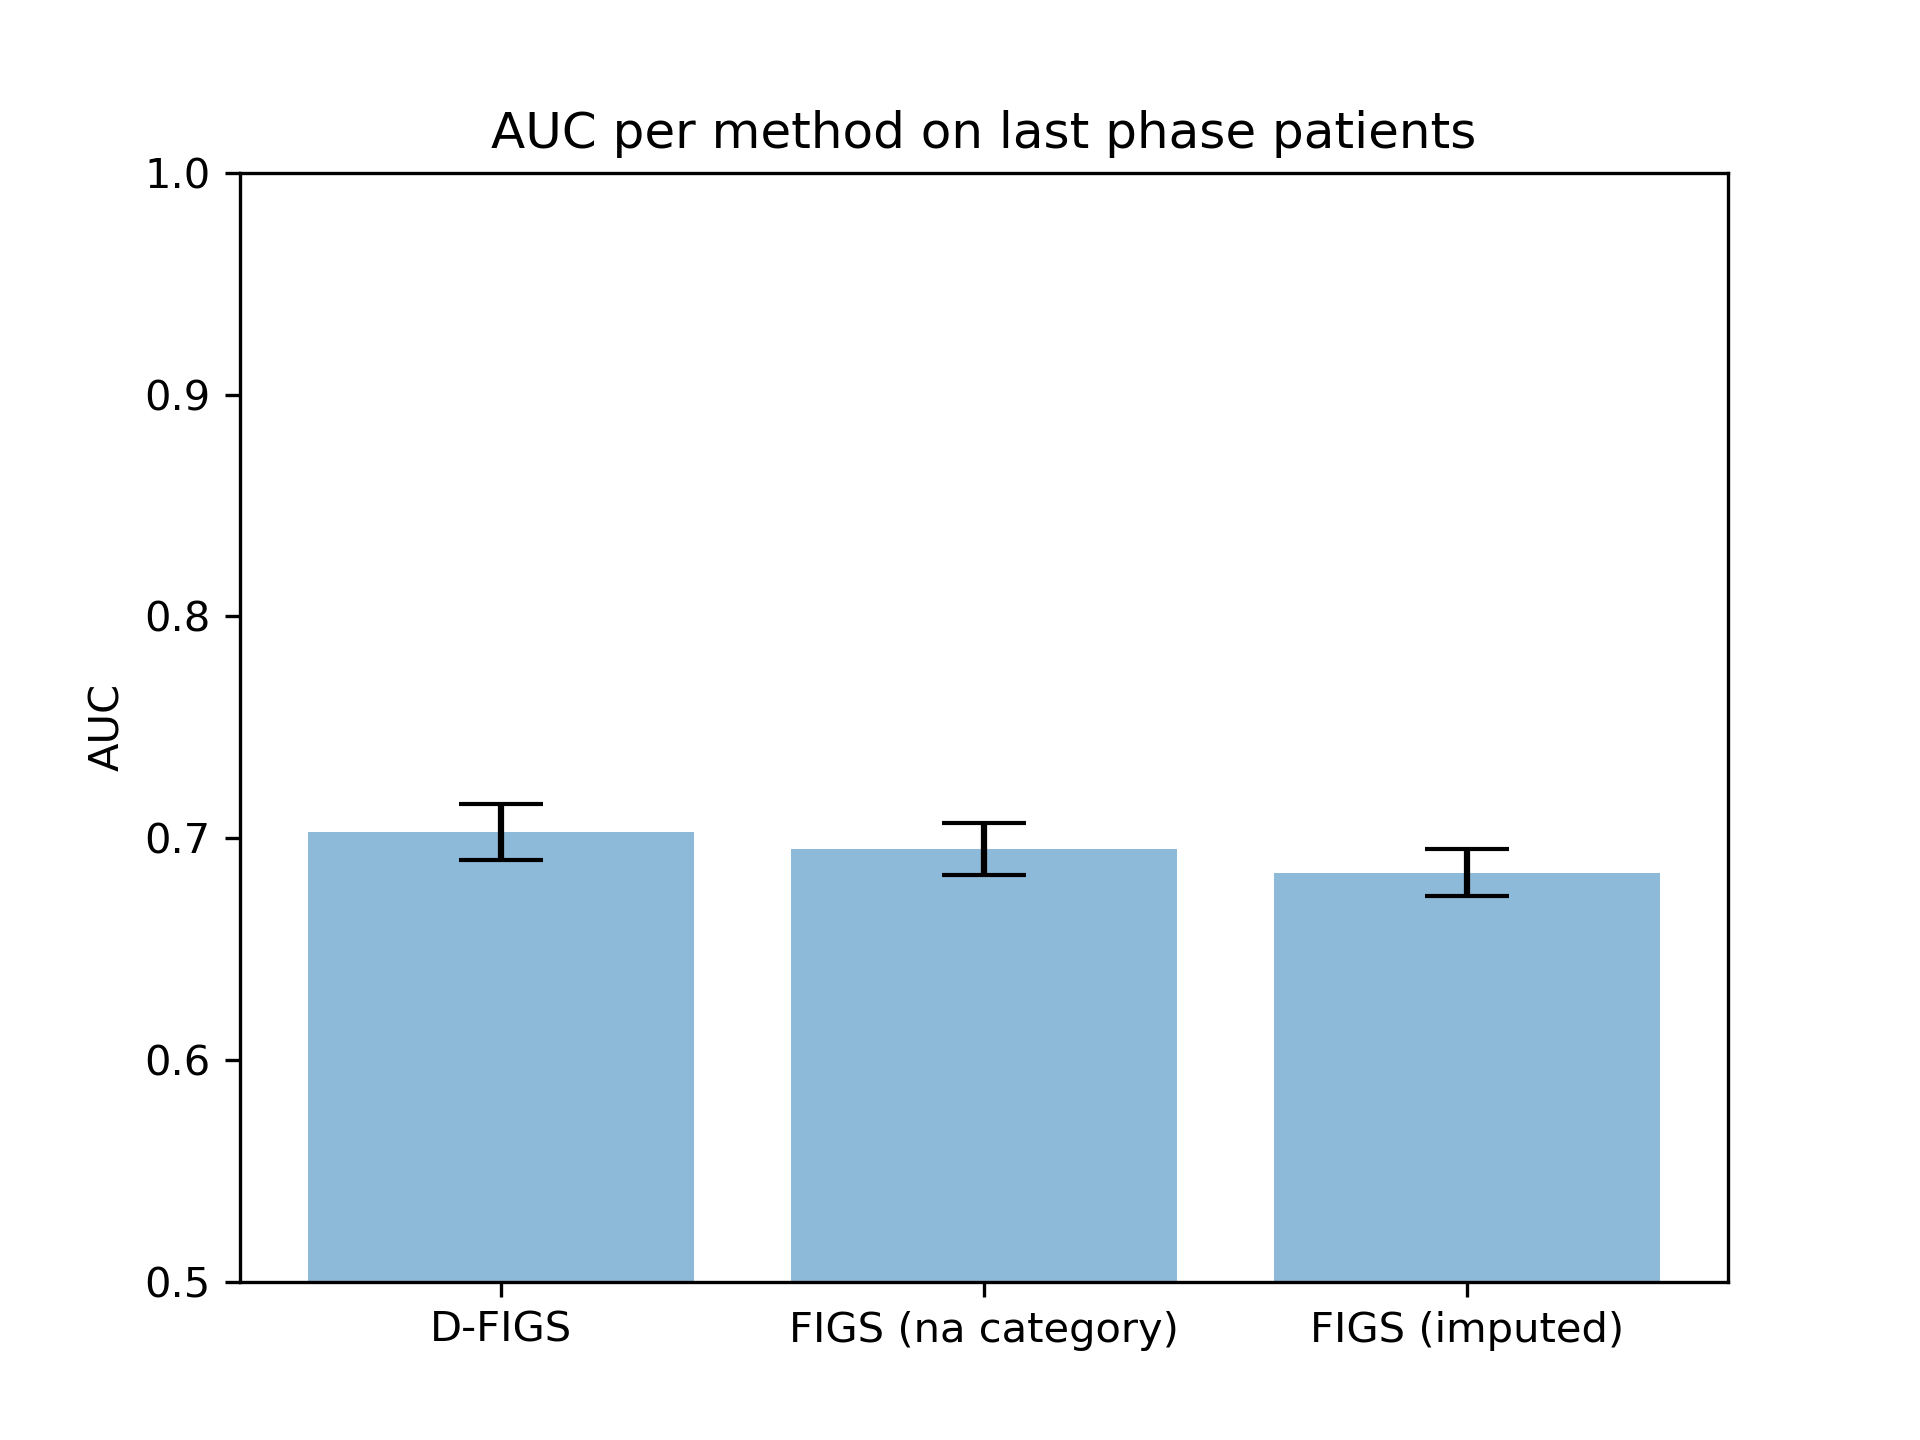 AUC per method on last phase patients
1.0
0.9
0.8
0.7
0.6
0.5
AUC
D-FIGS
FIGS (na category)
FIGS (imputed)